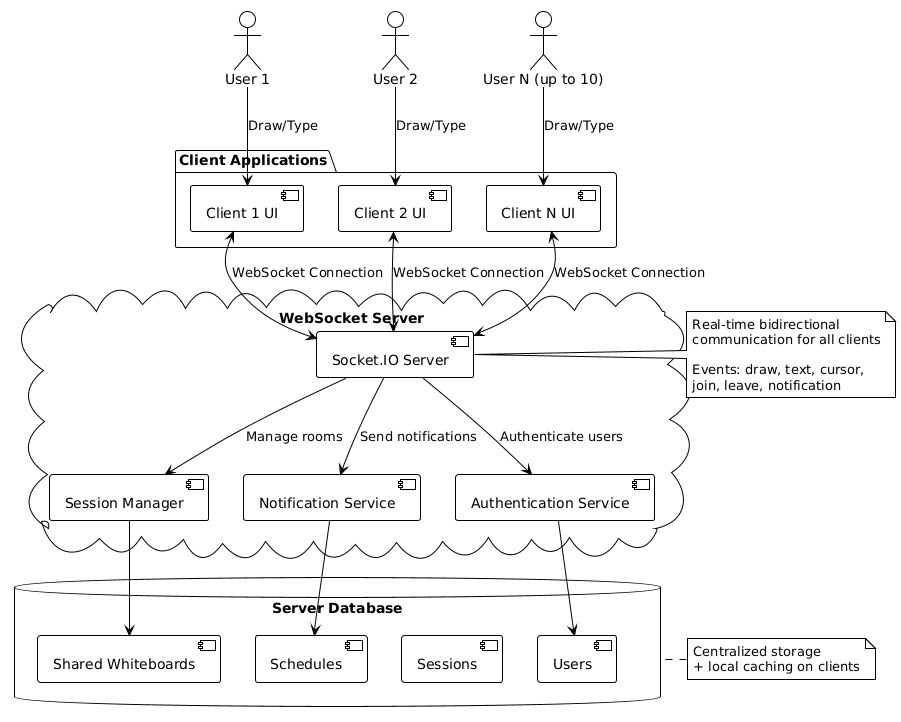 User 1
User 2
User N (up to 10)
Draw/Type
Draw/Type
Draw/Type
Client Applications
Client 1 UI
Client 2 UI
Client N UI
WebSocket Connection
WebSocket Connection
WebSocket Connection
WebSocket Server
Socket.IO Server
Real-time bidirectional
communication for all clients
Events: draw, text, cursor,
join, leave, notification
Manage rooms
Send notifications
Authenticate users
Session Manager
Notification Service
Authentication Service
Server Database
Shared Whiteboards
Schedules
Sessions
Users
Centralized storage
+ local caching on clients